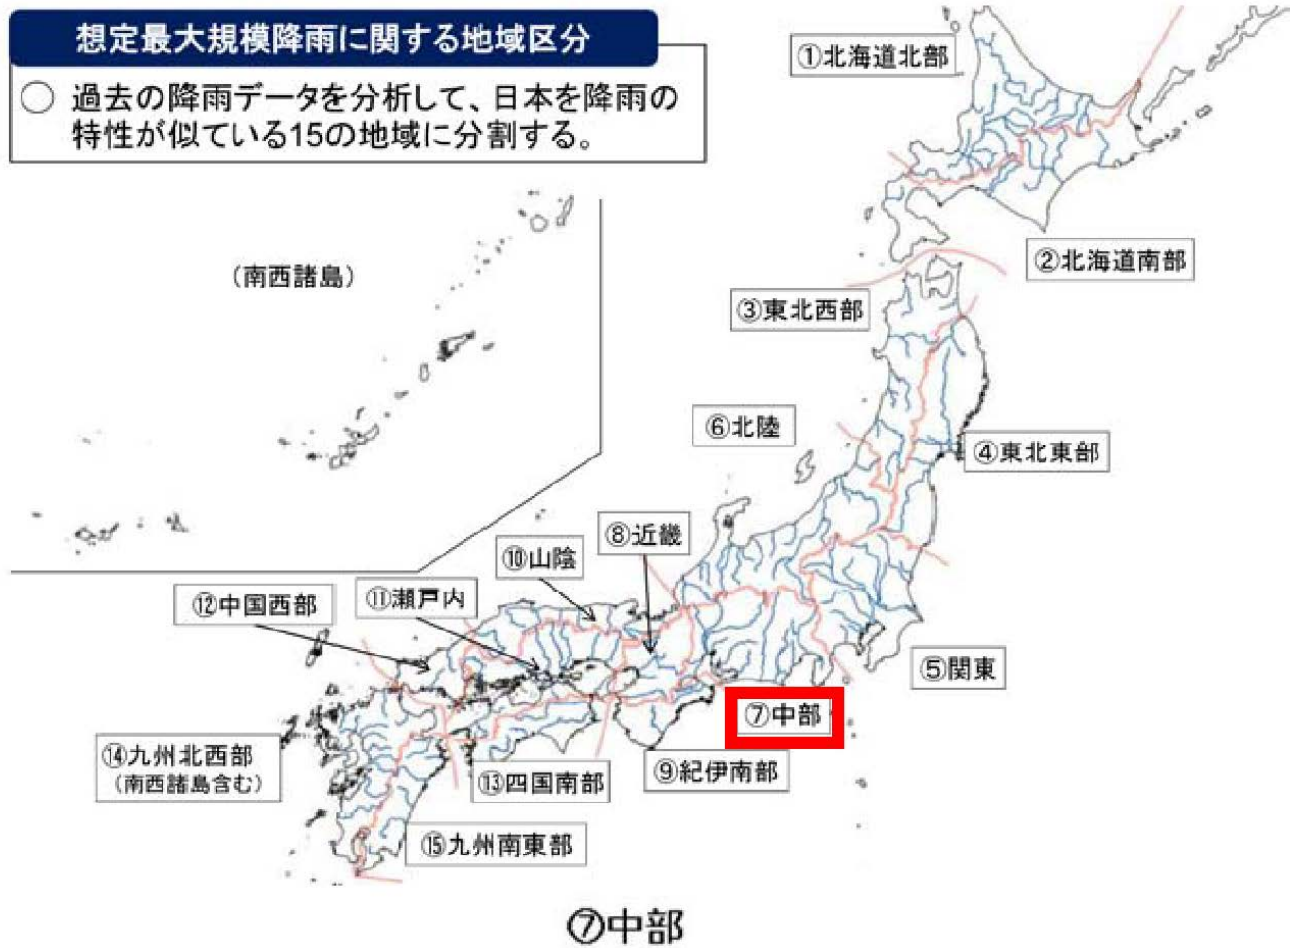 想定最大規模降雨に関する地域区分
○ 過去の降雨データを分析して、日本を降雨の
特性が似ている15の地域に分割する。
①北海道北部
（南西諸島）
②北海道南部
③東北西部
⑥北陸
④東北東部
⑧近畿
⑩山陰
⑪瀬戸内
⑫中国西部
⑤関東
⑦中部
⑭九州北西部
（南西諸島含む）
⑨紀伊南部
⑬四国南部
⑮九州南東部
⑦中部